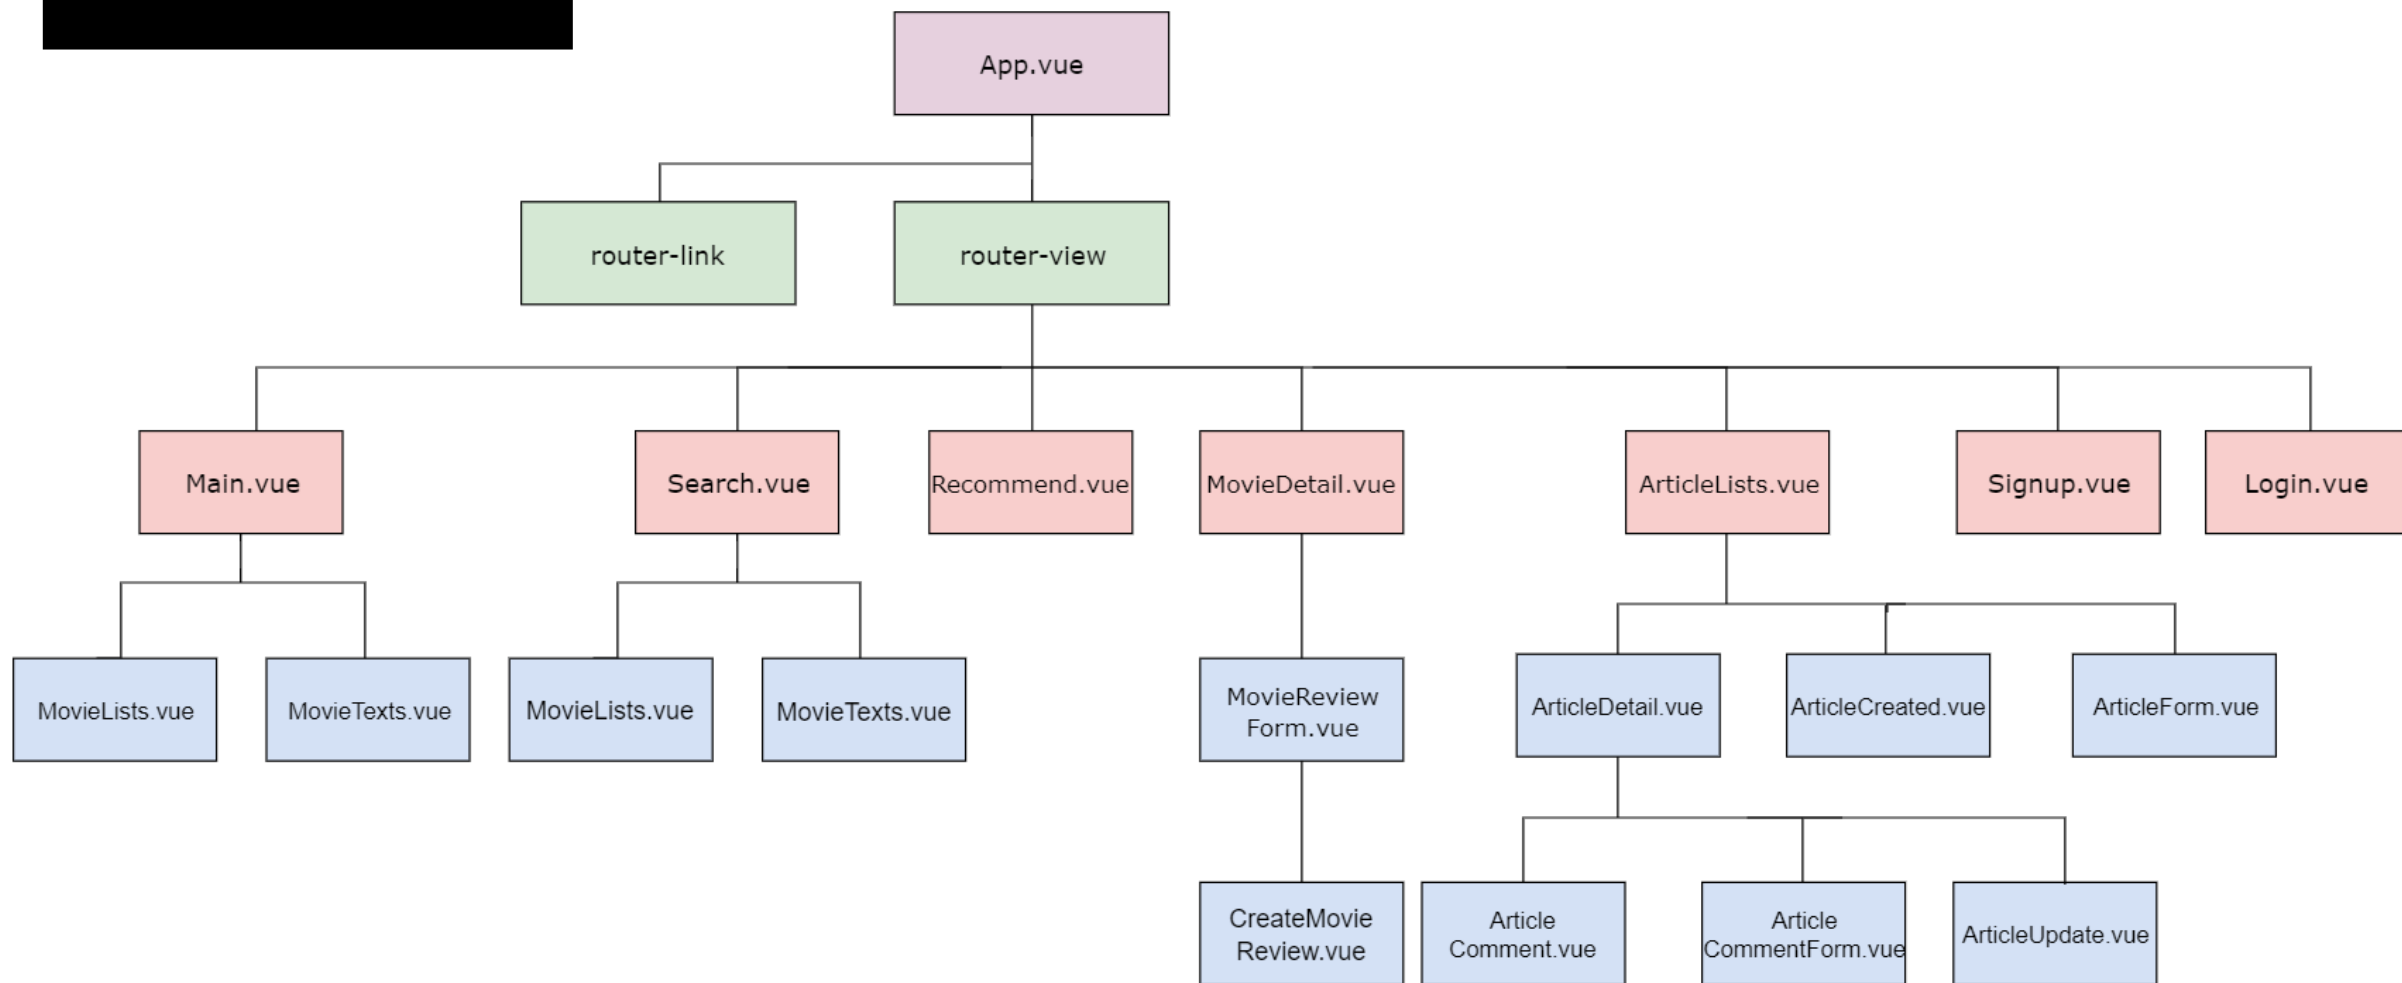 App.vue
router-link
router-view
Main.vue
Search.vue
Recommend.vue
MovieDetail.vue
ArticleLists.vue
Signup.vue
Login.vue
MovieLists.vue
MovieTexts.vue
MovieLists.vue
MovieTexts.vue
MovieReview
Form.vue
ArticleDetail.vue
ArticleCreated.vue
ArticleForm.vue
CreateMovie
Review.vue
Article
Comment.vue
Article
CommentForm.vue
ArticleUpdate.vue